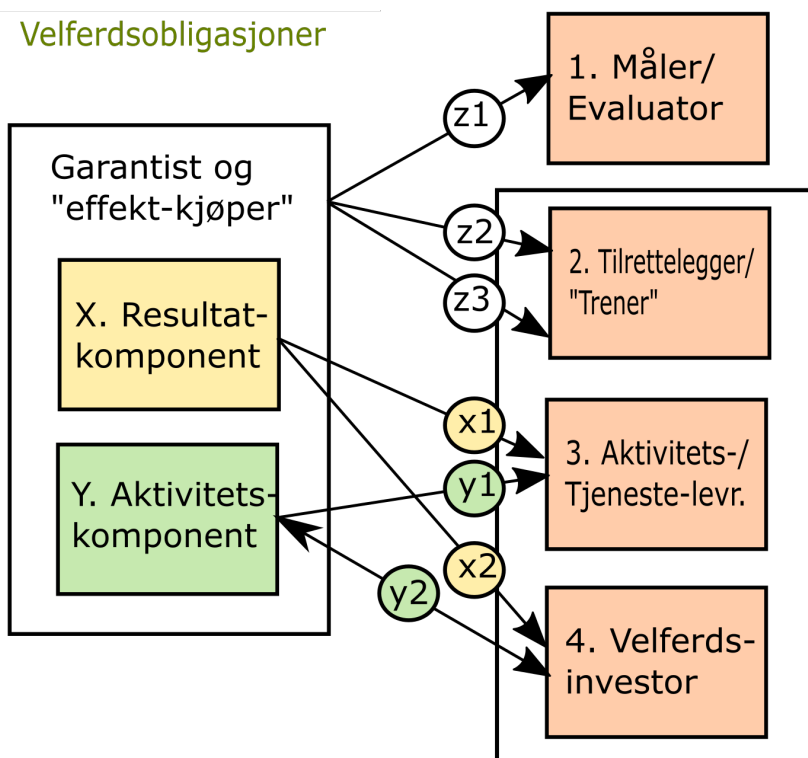 Velferdsobligasjoner
Garantist og
"effekt-kjøper"
X. Resultat-
komponent
Y. Aktivitets-
komponent
z1
z2
z3
x1
y1
x2
y2
1. Måler/
Evaluator
2. Tilrettelegger/
"Trener"
3. Aktivitets-/
Tjeneste-levr.
4. Velferds-
investor